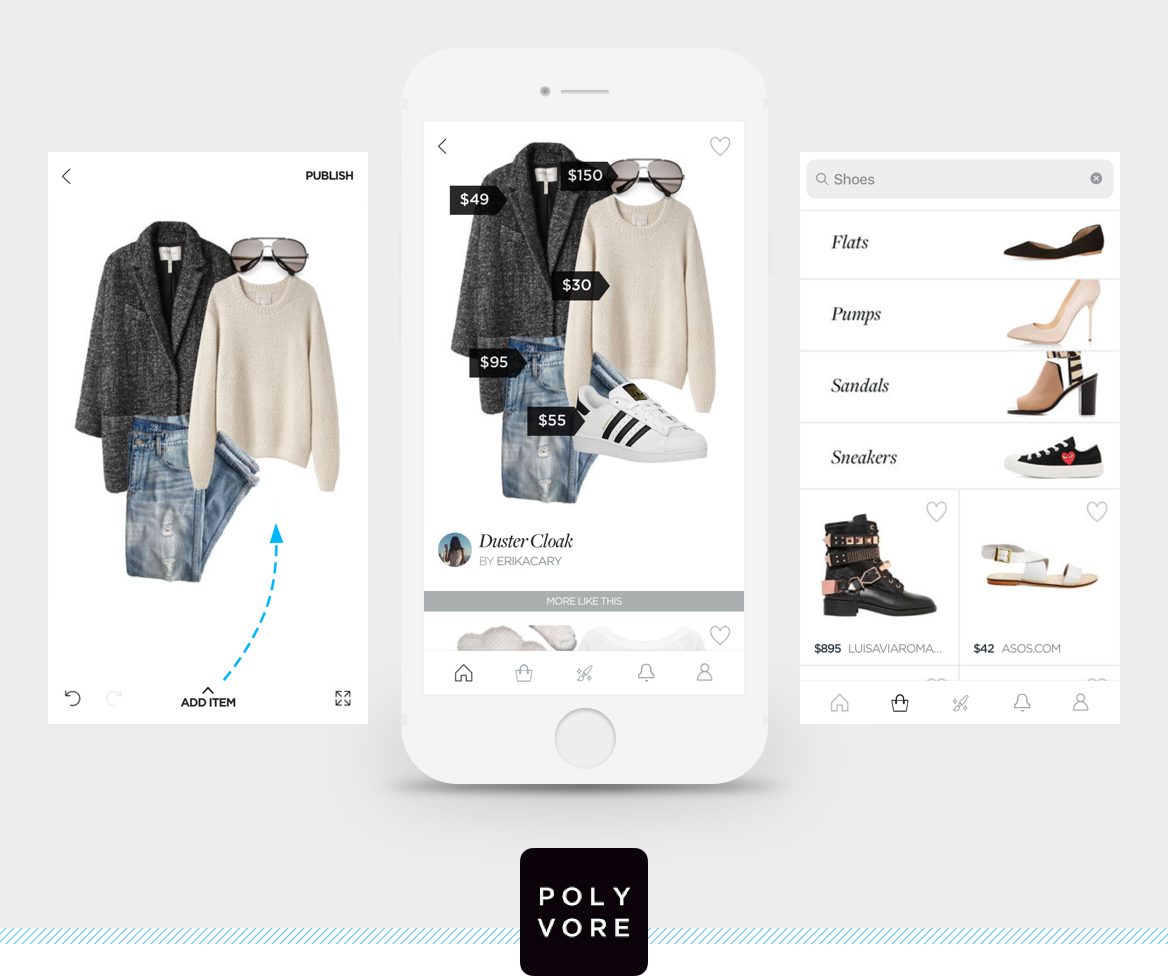 PUBLISH
ADD ITEM
$150
$49
$30
$95
$55
Duster Cloak
BY ERIKACARY
MORE LIKE THIS
Shoes
Flats
Pumps
Sandals
Sneakers
$895 LUISAVIAROMA...
$42 ASOS.COM
POLY
VORE